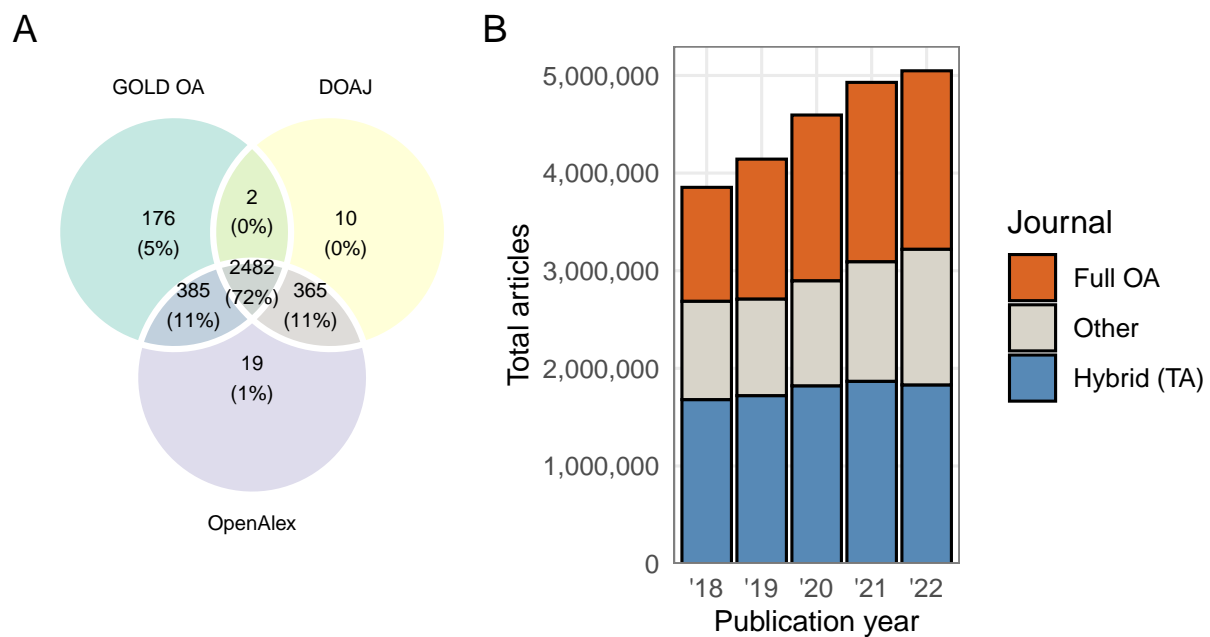 A
GOLD OA
DOAJ
176
(5%)
2
(0%)
10
(0%)
2482
(72%)
385
(11%)
365
(11%)
19
(1%)
OpenAlex
B
Total articles
5,000,000
4,000,000
3,000,000
2,000,000
1,000,000
0
'18 '19 '20 '21 '22
Publication year
Journal
Full OA
Other
Hybrid (TA)